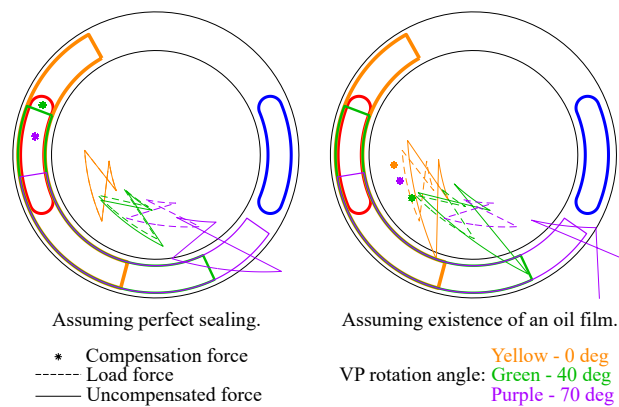 Assuming perfect sealing.
Assuming existence of an oil film.
Compensation force
Load force
Uncompensated force
VP rotation angle:
Yellow - 0 deg
Green - 40 deg
Purple - 70 deg